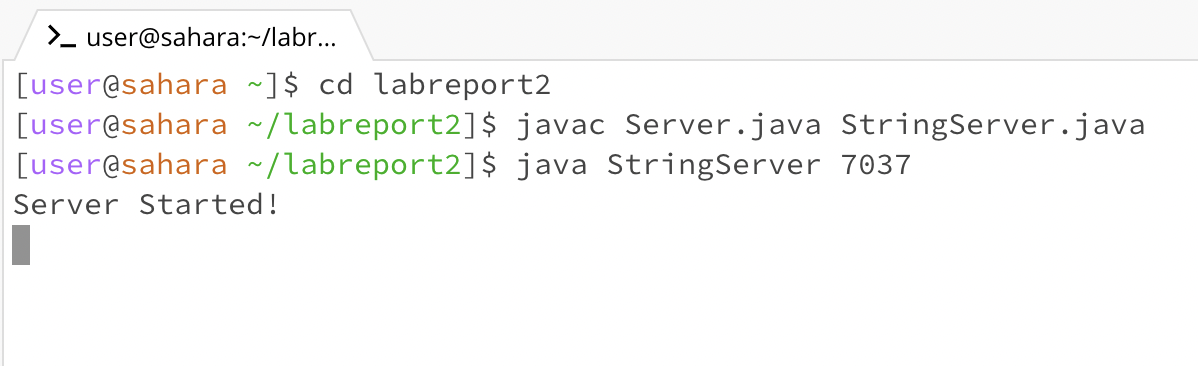 >_ user@sahara:~/labr...
[user@sahara ~]$ cd labreport2
[user@sahara ~/labreport2]$ javac Server.java StringServer.java
[user@sahara ~/labreport2]$ java StringServer 7037
Server Started!